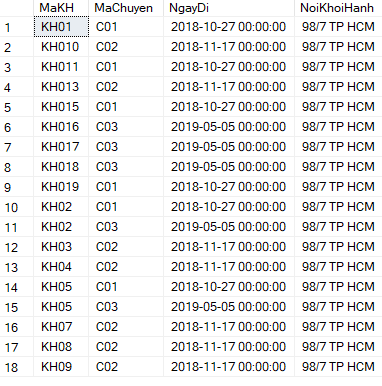 MaKH MaChuyen NgayDi NoiKhoiHanh
1 KH01 C01 2018-10-27 00:00:00 98/7 TP HCM
2 KH010 C02 2018-11-17 00:00:00 98/7 TP HCM
3 KH011 C01 2018-10-27 00:00:00 98/7 TP HCM
4 KH013 C02 2018-11-17 00:00:00 98/7 TP HCM
5 KH015 C01 2018-10-27 00:00:00 98/7 TP HCM
6 KH016 C03 2019-05-05 00:00:00 98/7 TP HCM
7 KH017 C03 2019-05-05 00:00:00 98/7 TP HCM
8 KH018 C03 2019-05-05 00:00:00 98/7 TP HCM
9 KH019 C01 2018-10-27 00:00:00 98/7 TP HCM
10 KH02 C01 2018-10-27 00:00:00 98/7 TP HCM
11 KH02 C03 2019-05-05 00:00:00 98/7 TP HCM
12 KH03 C02 2018-11-17 00:00:00 98/7 TP HCM
13 KH04 C02 2018-11-17 00:00:00 98/7 TP HCM
14 KH05 C01 2018-10-27 00:00:00 98/7 TP HCM
15 KH05 C03 2019-05-05 00:00:00 98/7 TP HCM
16 KH07 C02 2018-11-17 00:00:00 98/7 TP HCM
17 KH08 C02 2018-11-17 00:00:00 98/7 TP HCM
18 KH09 C02 2018-11-17 00:00:00 98/7 TP HCM